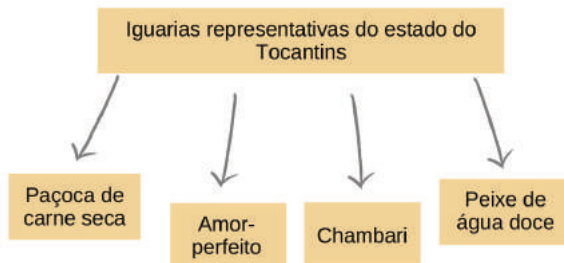 Iguarias representativas do estado do
Tocantins
Paçoca de
carne seca
Amor-
perfeito
Chambari
Peixe de
água doce